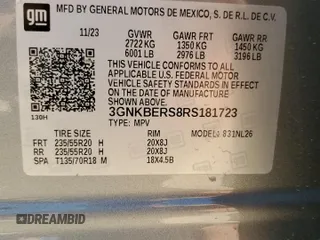 gm
MFD BY GENERAL MOTORS DE MEXICO, S. DE R.L. DE C.V.
11/23 GVWR GAWR FRT GAWR RR
2722 KG 1350 KG 1450 KG
6001 LB 2976 LB 3196 LB
THIS VEHICLE CONFORMS TO ALL APPLICABLE
U.S. FEDERAL MOTOR
VEHICLE SAFETY STANDARDS IN EFFECT
ON THE DATE OF MANUFACTURE SHOWN ABOVE.
3GNKBERS8RS181723
TYPE: MPV
130H
TIRE SIZE RIM MODEL: 831NL26
FRT 235/55R20 H 20X8J
RR 235/55R20 H 20X8J
SPA T135/70R18 M 18X4.5B
DREAMBID